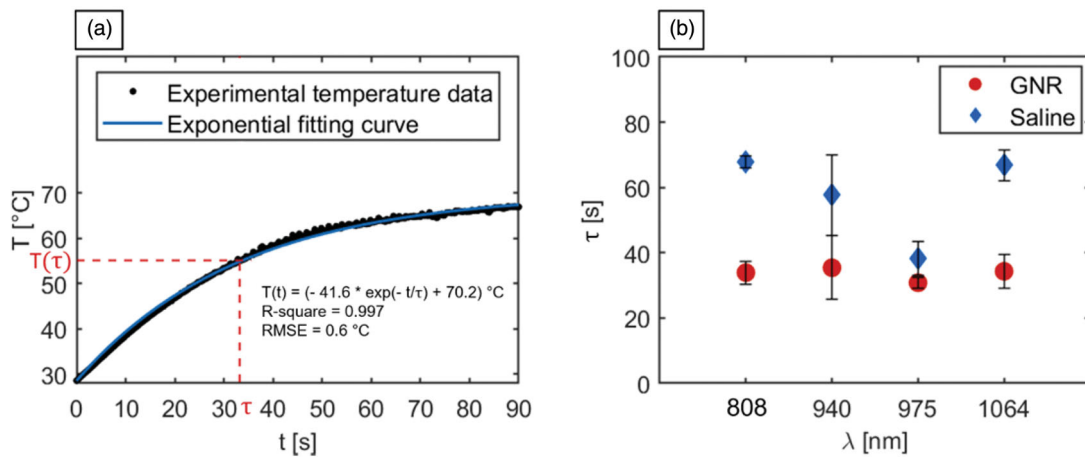 (a)
Experimental temperature data
Exponential fitting curve
T [°C]
70
60
T(τ)
50
40
30
T(t) = (- 41.6 * exp(- t/τ) + 70.2) °C
R-square = 0.997
RMSE = 0.6 °C
0 10 20 30 τ 40 50 60 70 80 90
t [s]
(b)
GNR
Saline
τ [s]
100
80
60
40
20
0
808 940 975 1064
λ [nm]